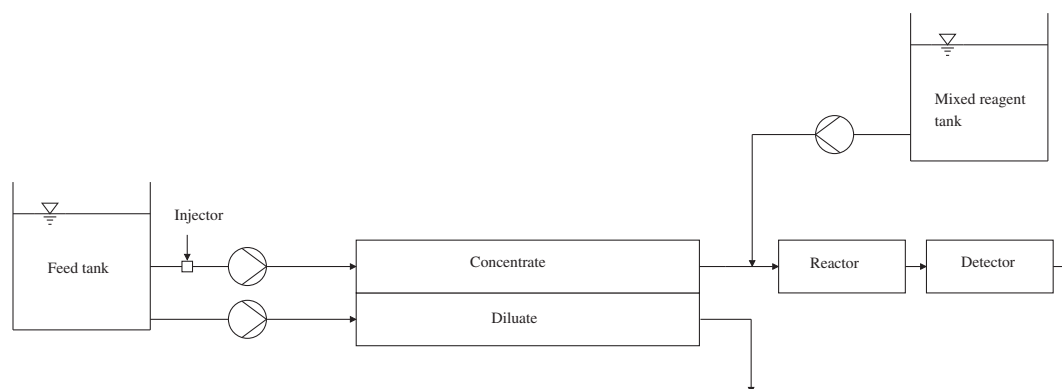 Mixed reagent
tank
Injector
Feed tank
Concentrate
Reactor
Detector
Diluate